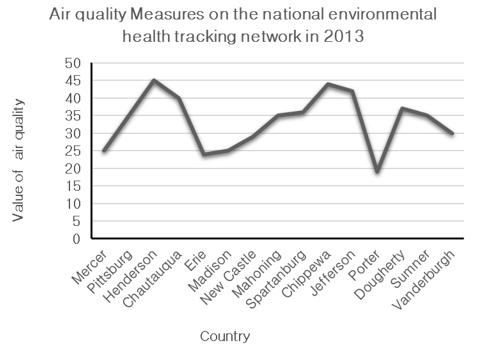 Air quality Measures on the national environmental
health tracking network in 2013
Value of air quality
50
45
40
35
30
25
20
15
10
5
0
Mercer
Pittsburg
Henderson
Chautauqua
Erie
Madison
New Castle
Mahoning
Spartanburg
Chippewa
Jefferson
Porter
Dougherty
Sumner
Vanderburgh
Country